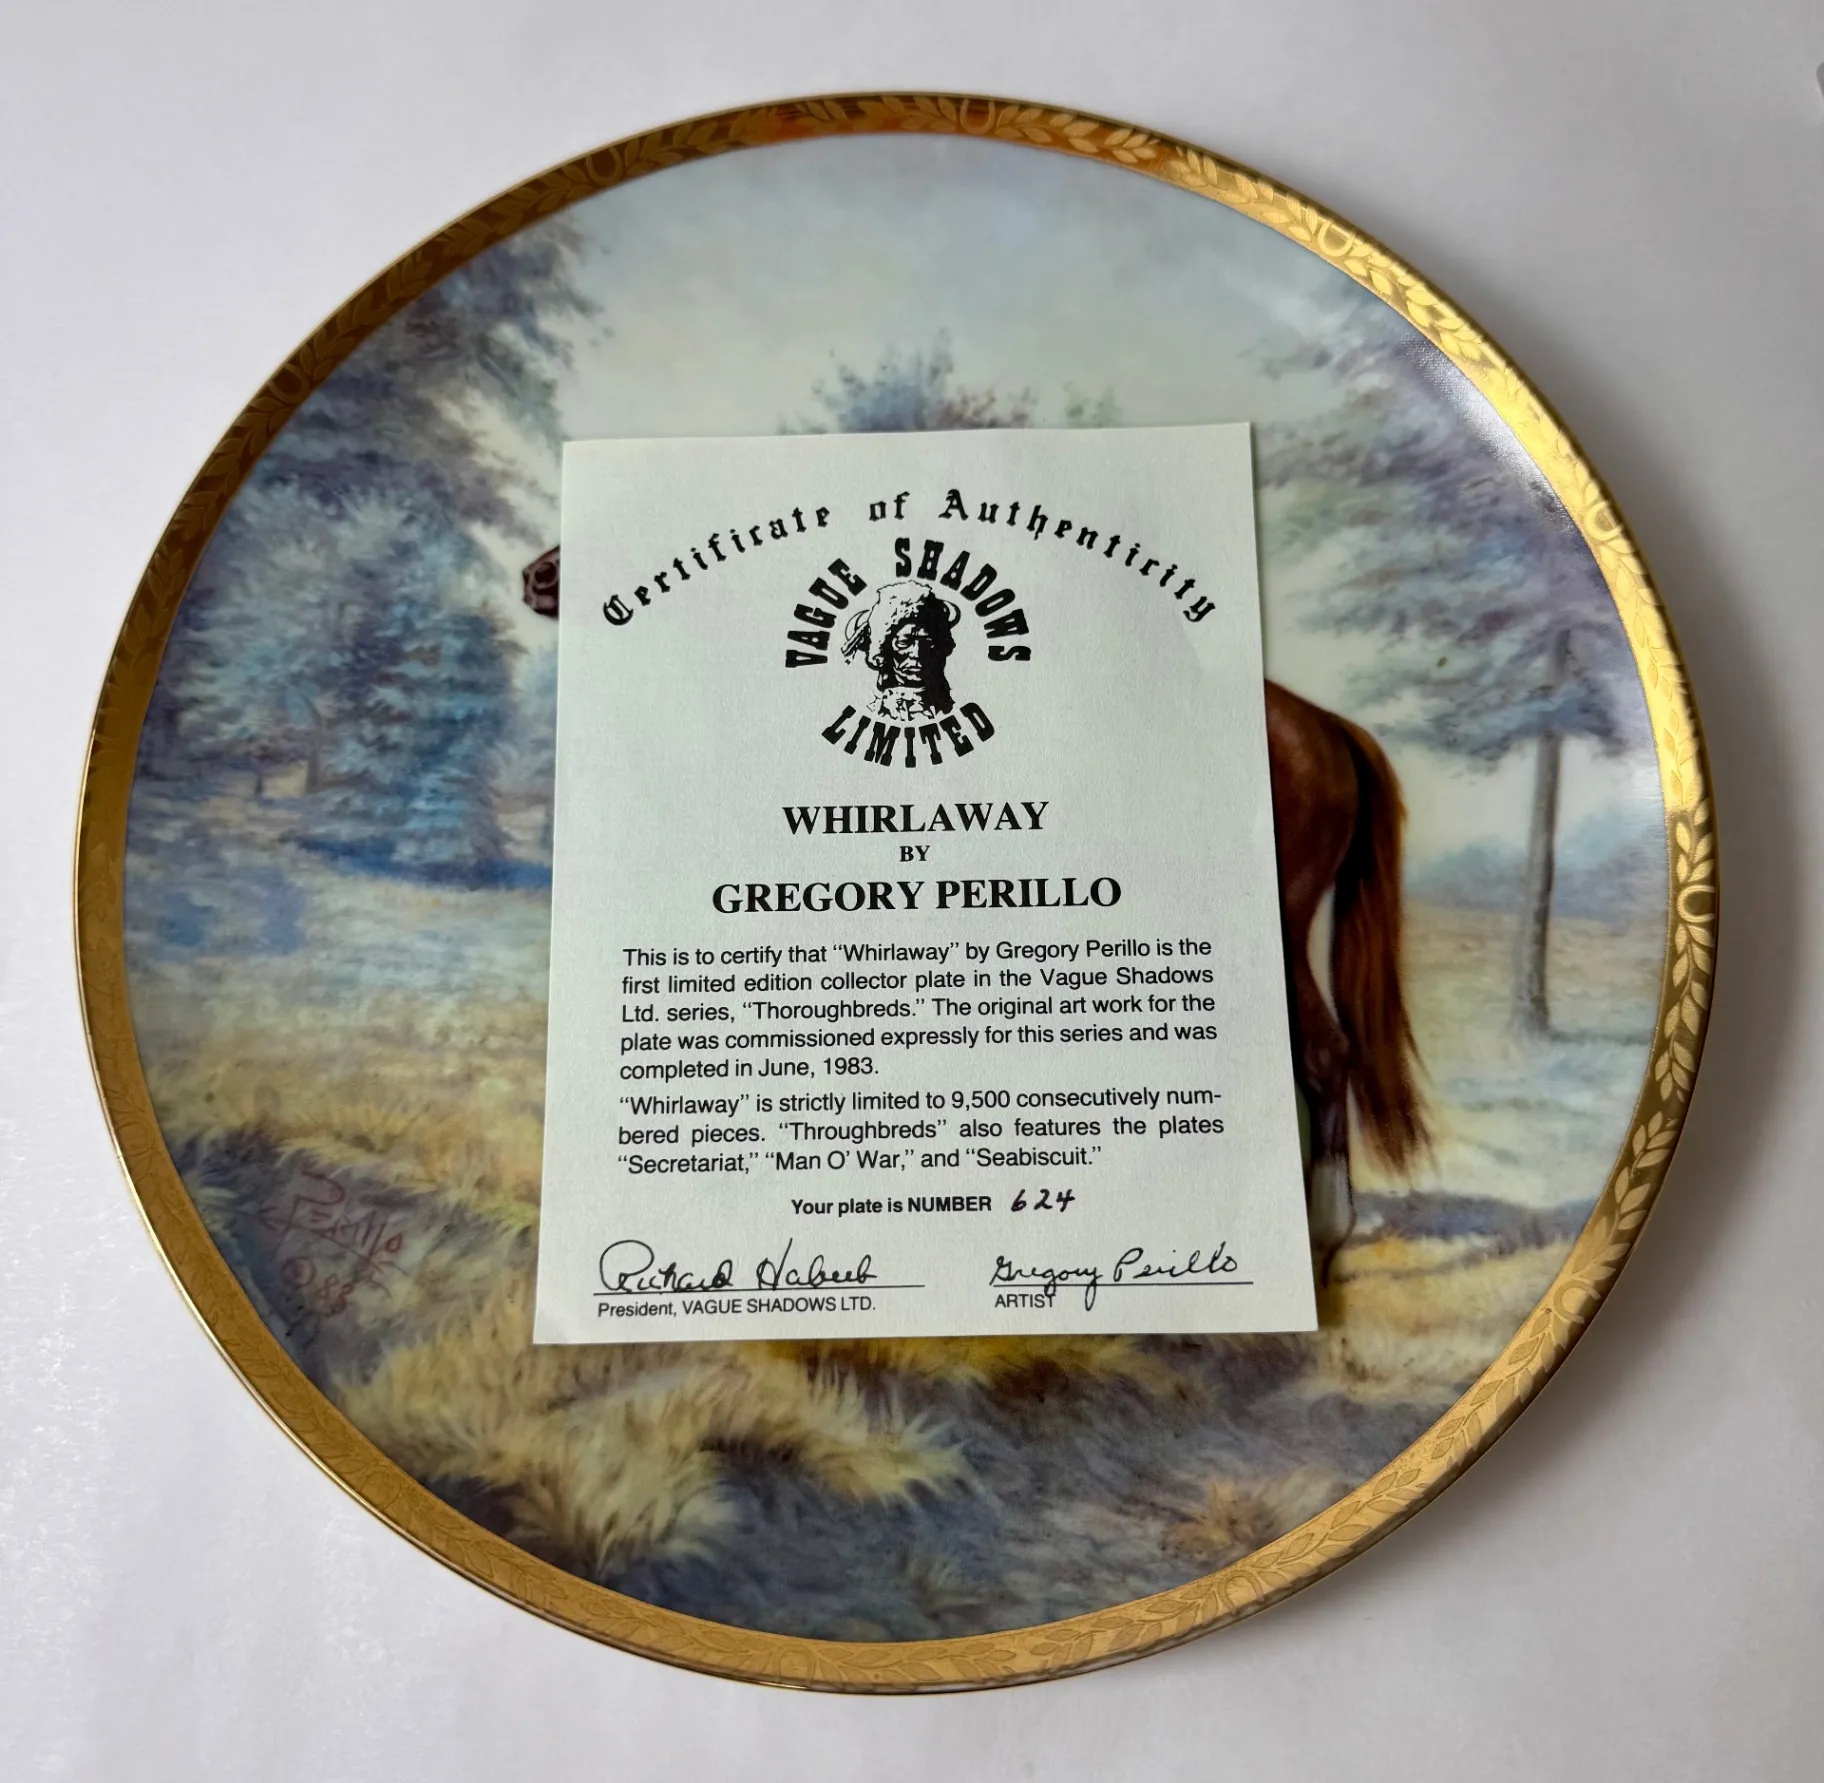 Certificate of Authenticity
VAGUE SHADOWS
LIMITED
WHIRLAWAY
BY
GREGORY PERILLO
This is to certify that “Whirlaway” by Gregory Perillo is the
first limited edition collector plate in the Vague Shadows
Ltd. series, “Thoroughbreds.” The original art work for the
plate was commissioned expressly for this series and was
completed in June, 1983.
“Whirlaway” is strictly limited to 9,500 consecutively num-
bered pieces. “Throughbreds” also features the plates
“Secretariat,” “Man O’ War,” and “Seabiscuit.”
Your plate is NUMBER 624
Richard Habeeb Gregory Perillo
President, VAGUE SHADOWS LTD. ARTIST
Perillo
©83